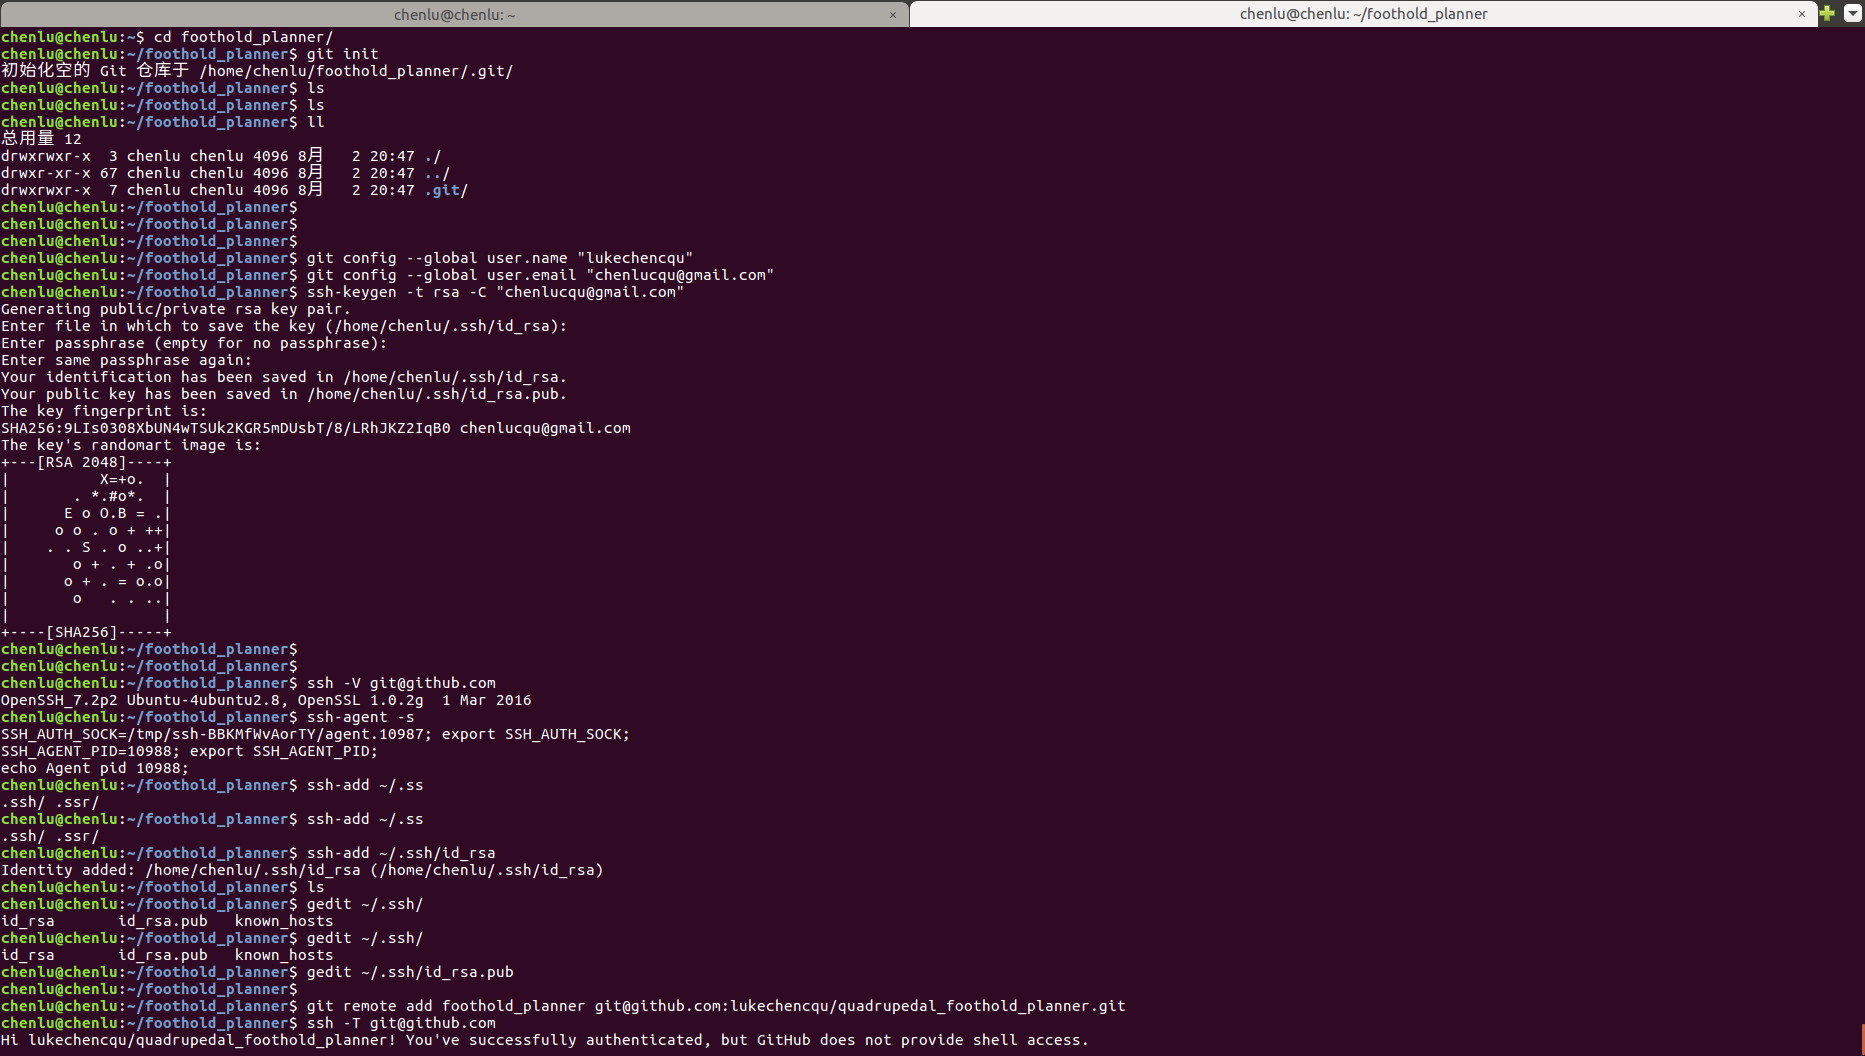 chenlu@chenlu: ~
chenlu@chenlu: ~/foothold_planner
chenlu@chenlu:~$ cd foothold_planner/
chenlu@chenlu:~/foothold_planner$ git init
初始化空的 Git 仓库于 /home/chenlu/foothold_planner/.git/
chenlu@chenlu:~/foothold_planner$ ls
chenlu@chenlu:~/foothold_planner$ ls
chenlu@chenlu:~/foothold_planner$ ll
总用量 12
drwxrwxr-x  3 chenlu chenlu 4096 8月   2 20:47 ./
drwxr-xr-x 67 chenlu chenlu 4096 8月   2 20:47 ../
drwxrwxr-x  7 chenlu chenlu 4096 8月   2 20:47 .git/
chenlu@chenlu:~/foothold_planner$
chenlu@chenlu:~/foothold_planner$
chenlu@chenlu:~/foothold_planner$
chenlu@chenlu:~/foothold_planner$ git config --global user.name "lukechencqu"
chenlu@chenlu:~/foothold_planner$ git config --global user.email "chenlucqu@gmail.com"
chenlu@chenlu:~/foothold_planner$ ssh-keygen -t rsa -C "chenlucqu@gmail.com"
Generating public/private rsa key pair.
Enter file in which to save the key (/home/chenlu/.ssh/id_rsa):
Enter passphrase (empty for no passphrase):
Enter same passphrase again:
Your identification has been saved in /home/chenlu/.ssh/id_rsa.
Your public key has been saved in /home/chenlu/.ssh/id_rsa.pub.
The key fingerprint is:
SHA256:9LIs0308XbUN4wTSUk2KGR5mDUsbT/8/LRhJKZ2IqB0 chenlucqu@gmail.com
The key's randomart image is:
+---[RSA 2048]----+
|          X=+o.  |
|       . *.#o*.  |
|      E o O.B = .|
|     o o . o + ++|
|    . . S . o ..+|
|       o + . + .o|
|      o + . = o.o|
|       o   . . ..|
|                 |
+----[SHA256]-----+
chenlu@chenlu:~/foothold_planner$
chenlu@chenlu:~/foothold_planner$
chenlu@chenlu:~/foothold_planner$ ssh -V git@github.com
OpenSSH_7.2p2 Ubuntu-4ubuntu2.8, OpenSSL 1.0.2g  1 Mar 2016
chenlu@chenlu:~/foothold_planner$ ssh-agent -s
SSH_AUTH_SOCK=/tmp/ssh-BBKMfWvAorTY/agent.10987; export SSH_AUTH_SOCK;
SSH_AGENT_PID=10988; export SSH_AGENT_PID;
echo Agent pid 10988;
chenlu@chenlu:~/foothold_planner$ ssh-add ~/.ss
.ssh/ .ssr/
chenlu@chenlu:~/foothold_planner$ ssh-add ~/.ss
.ssh/ .ssr/
chenlu@chenlu:~/foothold_planner$ ssh-add ~/.ssh/id_rsa
Identity added: /home/chenlu/.ssh/id_rsa (/home/chenlu/.ssh/id_rsa)
chenlu@chenlu:~/foothold_planner$ ls
chenlu@chenlu:~/foothold_planner$ gedit ~/.ssh/
id_rsa       id_rsa.pub   known_hosts
chenlu@chenlu:~/foothold_planner$ gedit ~/.ssh/
id_rsa       id_rsa.pub   known_hosts
chenlu@chenlu:~/foothold_planner$ gedit ~/.ssh/id_rsa.pub
chenlu@chenlu:~/foothold_planner$
chenlu@chenlu:~/foothold_planner$ git remote add foothold_planner git@github.com:lukechencqu/quadrupedal_foothold_planner.git
chenlu@chenlu:~/foothold_planner$ ssh -T git@github.com
Hi lukechencqu/quadrupedal_foothold_planner! You've successfully authenticated, but GitHub does not provide shell access.